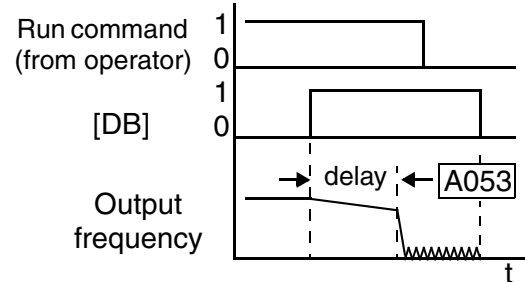 Run command
(from operator)
1
0
[DB]
1
0
delay
A053
Output
frequency
t